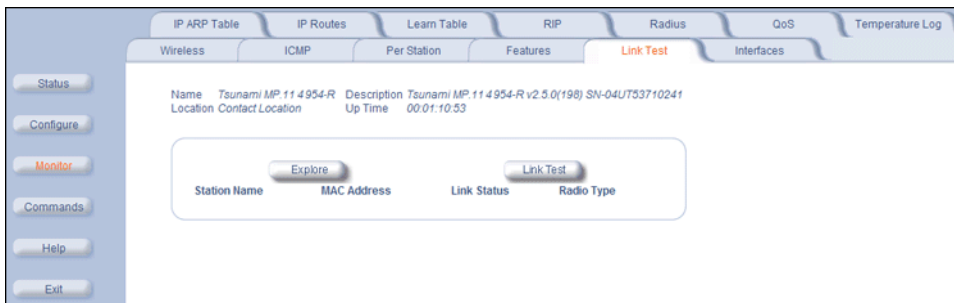 IP ARP Table IP Routes Learn Table RIP Radius QoS Temperature Log
Wireless ICMP Per Station Features Link Test Interfaces
Status
Configure
Monitor
Commands
Help
Exit
Name Tsunami MP.11 4954-R Description Tsunami MP.11 4954-R v2.5.0(198) SN-04UT53710241
Location Contact Location Up Time 00:01:10:53
Explore Link Test
Station Name MAC Address Link Status Radio Type